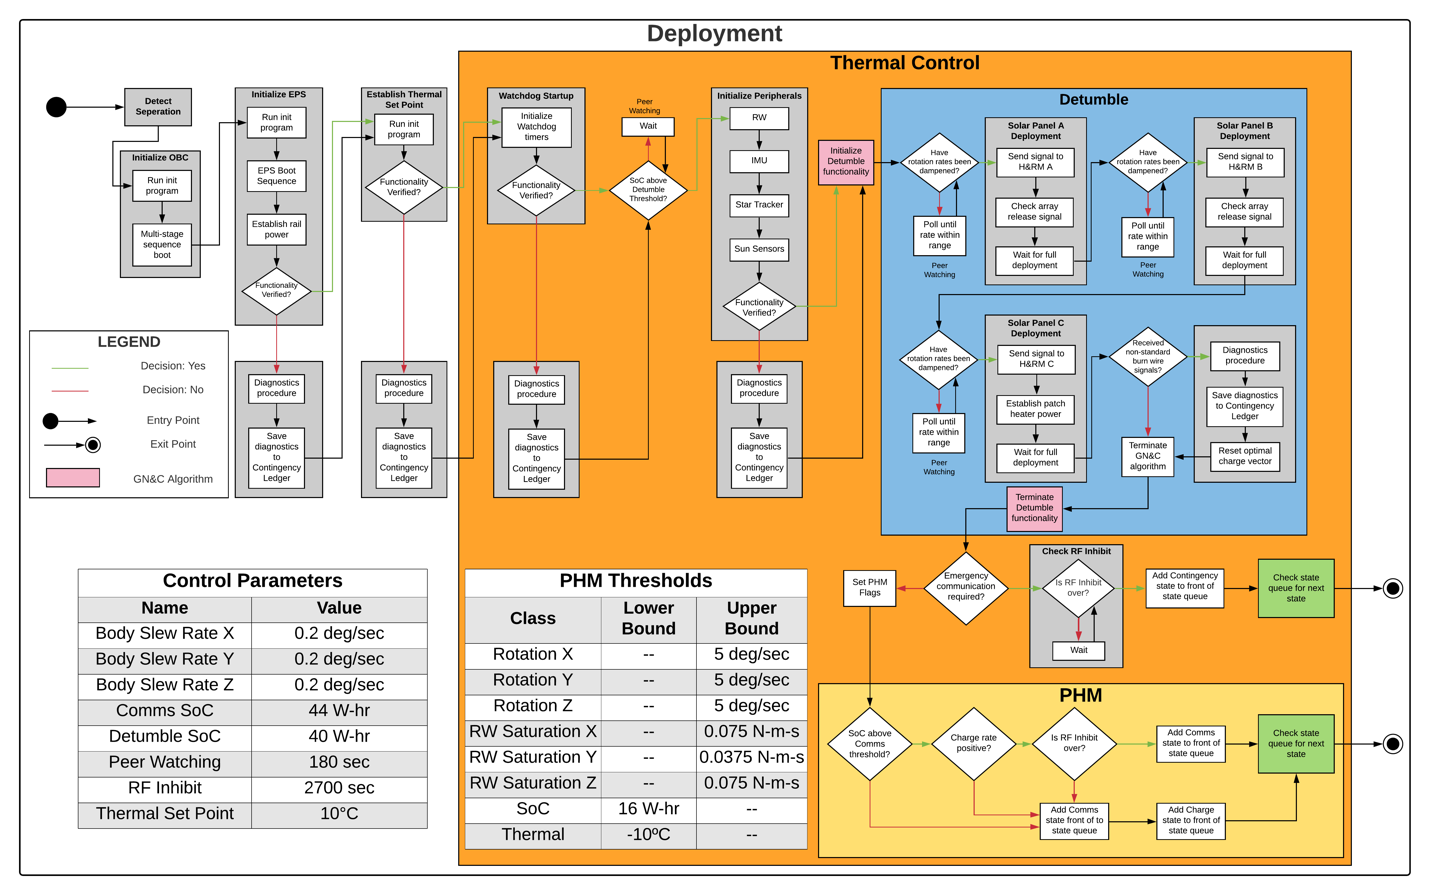 Deployment
Thermal Control
Detect
Seperation
Initialize OBC
Run init
program
Multi-stage
sequence
boot
Initialize EPS
Run init
program
EPS Boot
Sequence
Establish rail
power
Functionality
Verified?
Diagnostics
procedure
Save
diagnostics
to
Contingency
Ledger
Establish Thermal
Set Point
Run init
program
Functionality
Verified?
Diagnostics
procedure
Save
diagnostics
to
Contingency
Ledger
Watchdog Startup
Initialize
Watchdog
timers
Functionality
Verified?
Diagnostics
procedure
Save
diagnostics
to
Contingency
Ledger
Peer
Watching
Wait
SoC above
Detumble
Threshold?
Initialize Peripherals
RW
IMU
Star Tracker
Sun Sensors
Functionality
Verified?
Diagnostics
procedure
Save
diagnostics
to
Contingency
Ledger
Initialize
Detumble
functionality
Detumble
Have
rotation rates been
dampened?
Poll until
rate within
range
Peer
Watching
Solar Panel A
Deployment
Send signal to
H&RM A
Check array
release signal
Wait for full
deployment
Have
rotation rates been
dampened?
Poll until
rate within
range
Peer
Watching
Solar Panel B
Deployment
Send signal to
H&RM B
Check array
release signal
Wait for full
deployment
Have
rotation rates been
dampened?
Poll until
rate within
range
Peer
Watching
Solar Panel C
Deployment
Send signal to
H&RM C
Establish patch
heater power
Wait for full
deployment
Received
non-standard
burn wire
signals?
Terminate
GN&C
algorithm
Diagnostics
procedure
Save diagnostics
to Contingency
Ledger
Reset optimal
charge vector
Terminate
Detumble
functionality
LEGEND
Decision: Yes
Decision: No
Entry Point
Exit Point
GN&C Algorithm
Set PHM
Flags
Emergency
communication
required?
Check RF Inhibit
Is RF Inhibit
over?
Wait
Add Contingency
state to front of
state queue
Check state
queue for next
state
PHM
SoC above
Comms
threshold?
Charge rate
positive?
Is RF Inhibit
over?
Add Comms
state to front of
state queue
Check state
queue for next
state
Add Comms
state front of to
state queue
Add Charge
state to front of
state queue
Control Parameters
Name Value
Body Slew Rate X 0.2 deg/sec
Body Slew Rate Y 0.2 deg/sec
Body Slew Rate Z 0.2 deg/sec
Comms SoC 44 W-hr
Detumble SoC 40 W-hr
Peer Watching 180 sec
RF Inhibit 2700 sec
Thermal Set Point 10°C
PHM Thresholds
Class Lower Bound Upper Bound
Rotation X -- 5 deg/sec
Rotation Y -- 5 deg/sec
Rotation Z -- 5 deg/sec
RW Saturation X -- 0.075 N-m-s
RW Saturation Y -- 0.0375 N-m-s
RW Saturation Z -- 0.075 N-m-s
SoC 16 W-hr --
Thermal -10ºC --